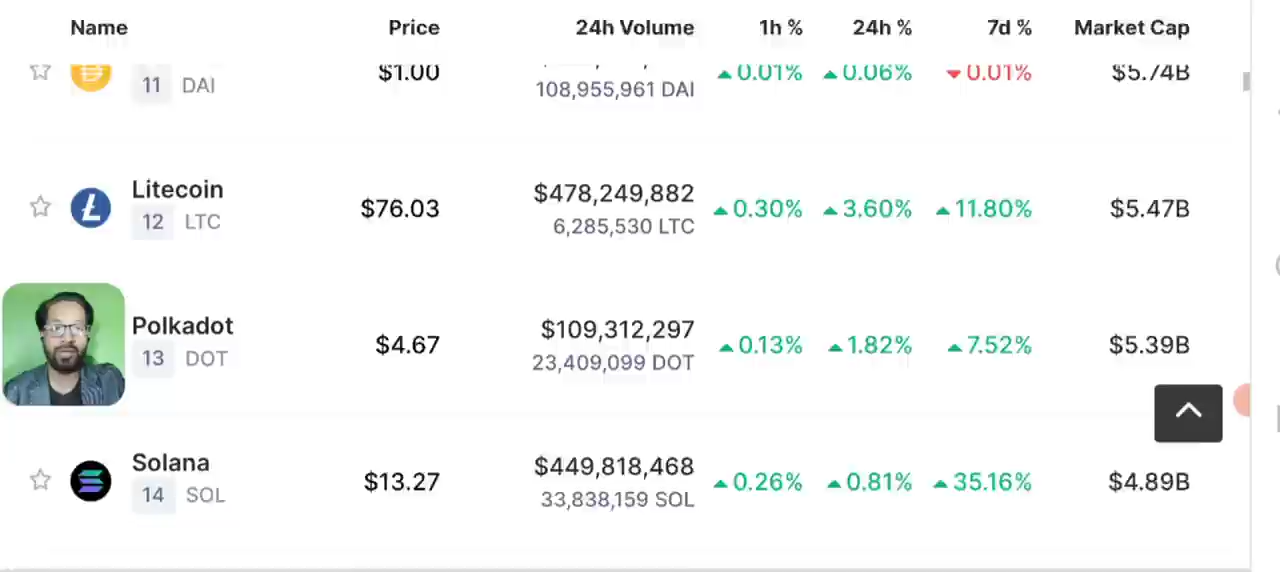 Name Price 24h Volume 1h % 24h % 7d % Market Cap
11 DAI $1.00 108,955,961 DAI 0.01% 0.06% 0.01% $5.74B
Litecoin
12 LTC
$76.03
$478,249,882
6,285,530 LTC
0.30% 3.60% 11.80% $5.47B
Polkadot
13 DOT
$4.67
$109,312,297
23,409,099 DOT
0.13% 1.82% 7.52% $5.39B
Solana
14 SOL
$13.27
$449,818,468
33,838,159 SOL
0.26% 0.81% 35.16% $4.89B